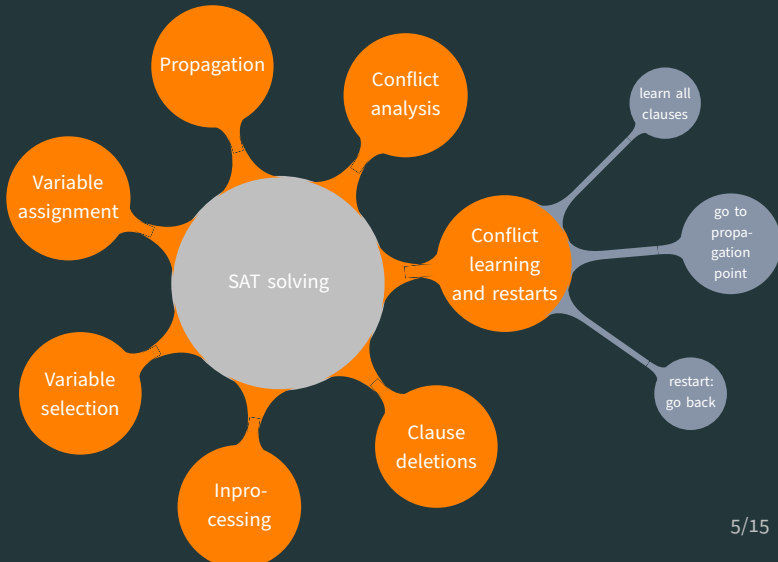 Propagation
Conflict
analysis
learn all
clauses
Variable
assignment
go to
propa-
gation
point
Conflict
learning
and restarts
SAT solving
Variable
selection
restart:
go back
Clause
deletions
Inpro-
cessing
5/15